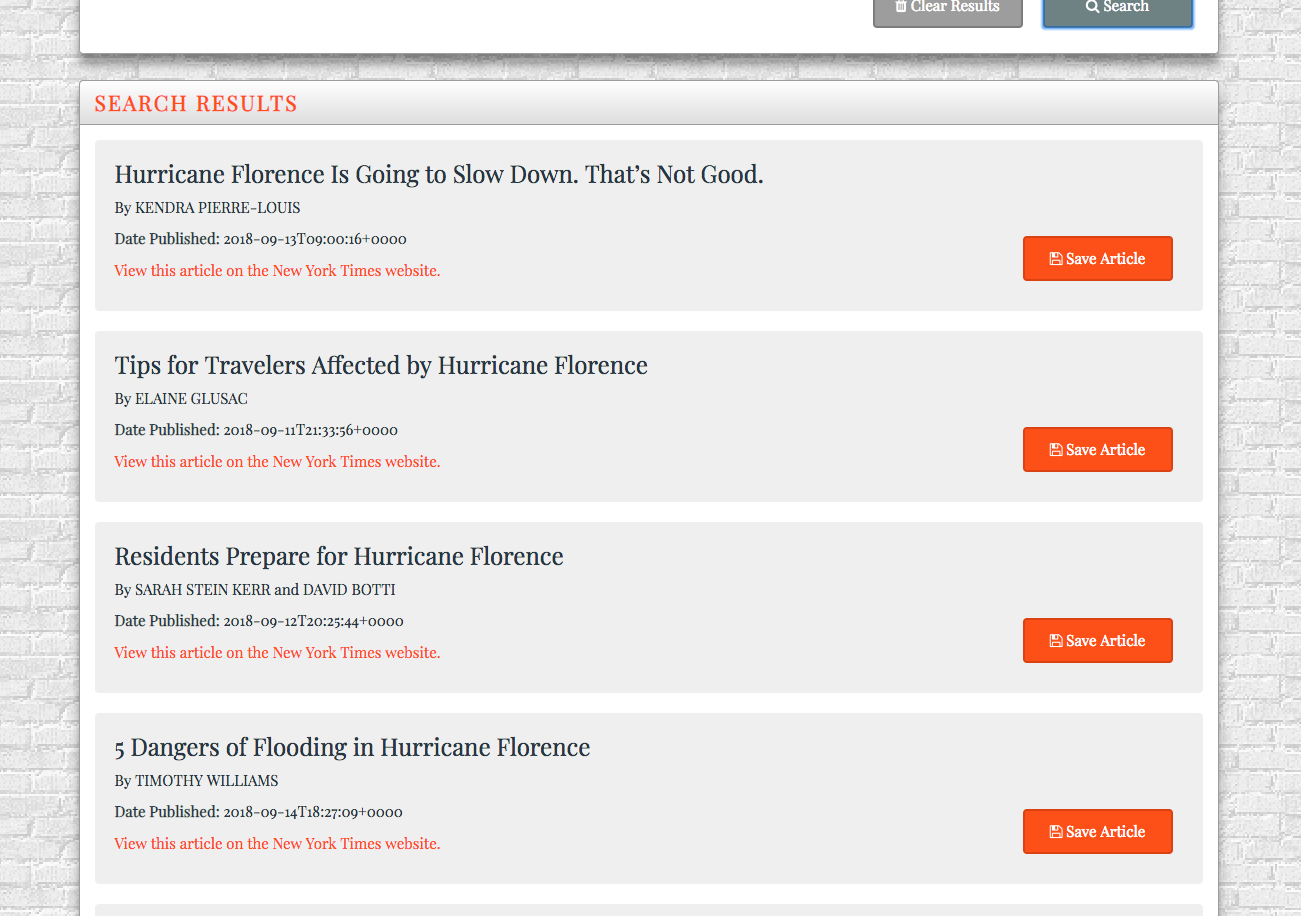 Clear Results
Search
SEARCH RESULTS
Hurricane Florence Is Going to Slow Down. That’s Not Good.
By KENDRA PIERRE-LOUIS
Date Published: 2018-09-13T09:00:16+0000
View this article on the New York Times website.
Save Article
Tips for Travelers Affected by Hurricane Florence
By ELAINE GLUSAC
Date Published: 2018-09-11T21:33:56+0000
View this article on the New York Times website.
Save Article
Residents Prepare for Hurricane Florence
By SARAH STEIN KERR and DAVID BOTTI
Date Published: 2018-09-12T20:25:44+0000
View this article on the New York Times website.
Save Article
5 Dangers of Flooding in Hurricane Florence
By TIMOTHY WILLIAMS
Date Published: 2018-09-14T18:27:09+0000
View this article on the New York Times website.
Save Article